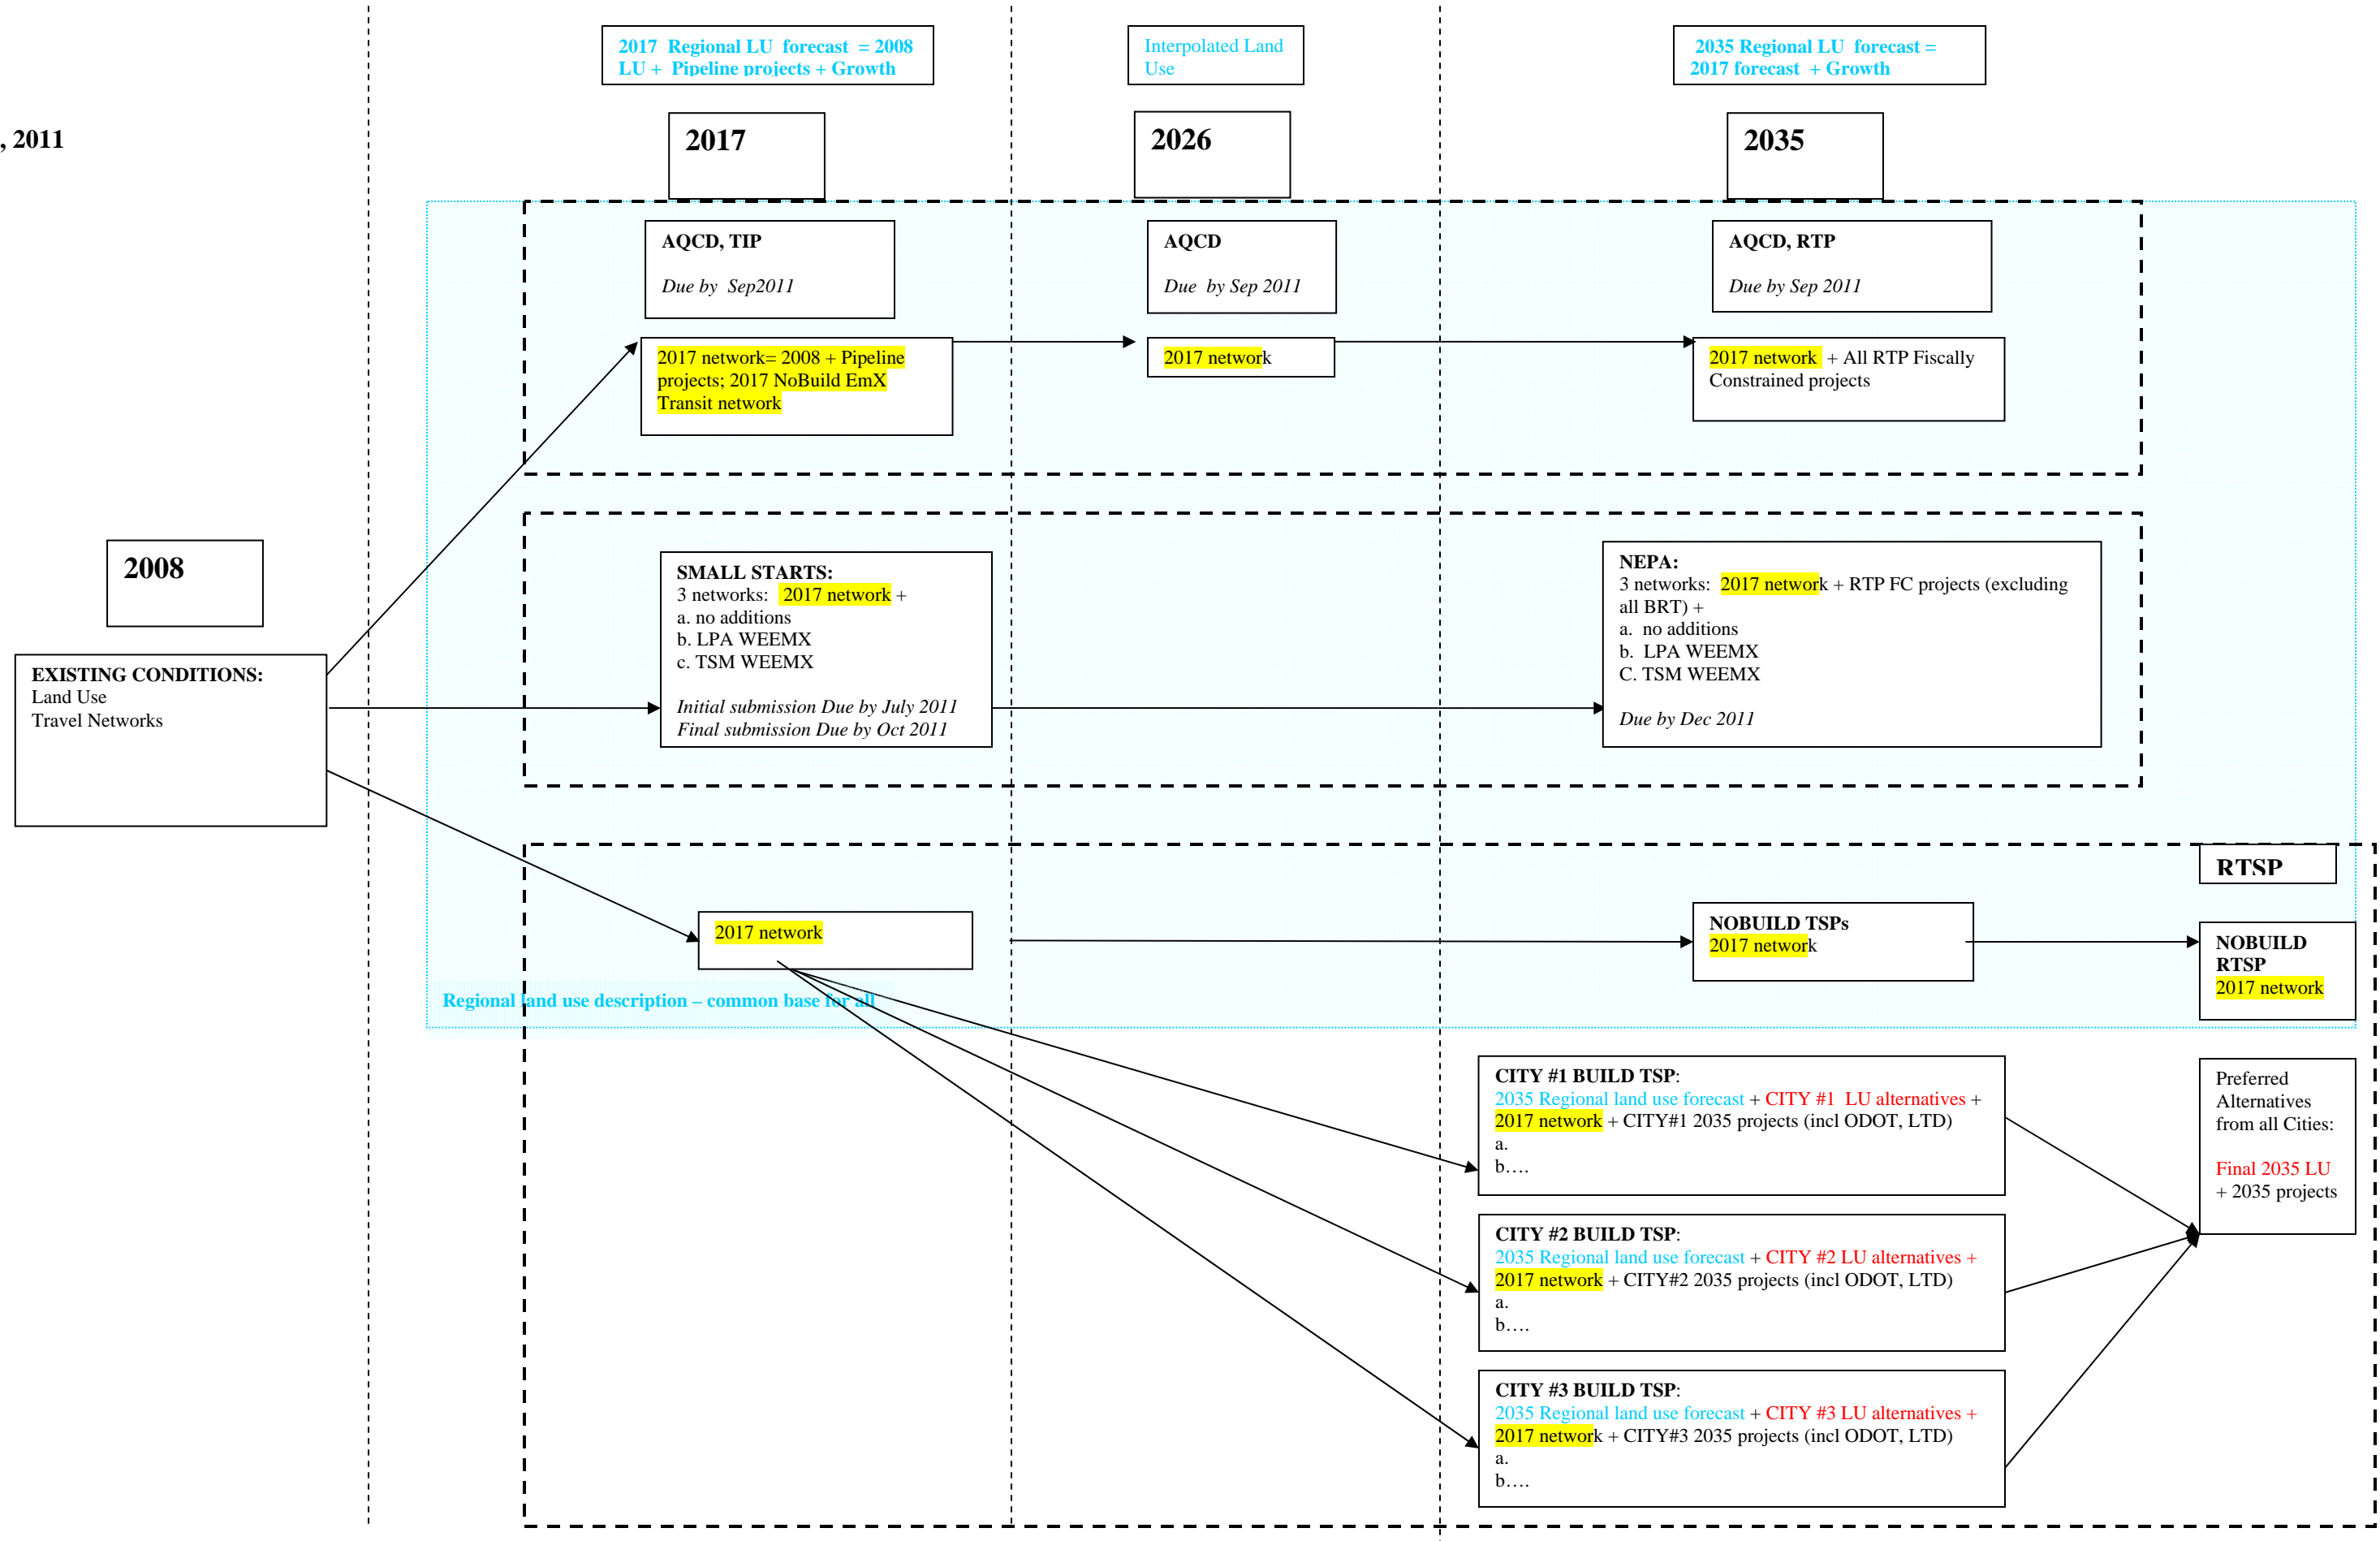 2017 Regional LU forecast = 2008
LU + Pipeline projects + Growth
Interpolated Land
Use
2035 Regional LU forecast =
2017 forecast + Growth
, 2011
2017
2026
2035
AQCD, TIP
Due by Sep2011
AQCD
Due by Sep 2011
AQCD, RTP
Due by Sep 2011
2017 network= 2008 + Pipeline
projects; 2017 NoBuild EmX
Transit network
2017 network
2017 network + All RTP Fiscally
Constrained projects
2008
EXISTING CONDITIONS:
Land Use
Travel Networks
SMALL STARTS:
3 networks: 2017 network +
a. no additions
b. LPA WEEMX
c. TSM WEEMX
Initial submission Due by July 2011
Final submission Due by Oct 2011
NEPA:
3 networks: 2017 network + RTP FC projects (excluding
all BRT) +
a. no additions
b. LPA WEEMX
C. TSM WEEMX
Due by Dec 2011
RTSP
2017 network
NOBUILD TSPs
2017 network
NOBUILD
RTSP
2017 network
Regional land use description – common base for all
CITY #1 BUILD TSP:
2035 Regional land use forecast + CITY #1 LU alternatives +
2017 network + CITY#1 2035 projects (incl ODOT, LTD)
a.
b….
Preferred
Alternatives
from all Cities:
Final 2035 LU
+ 2035 projects
CITY #2 BUILD TSP:
2035 Regional land use forecast + CITY #2 LU alternatives +
2017 network + CITY#2 2035 projects (incl ODOT, LTD)
a.
b….
CITY #3 BUILD TSP:
2035 Regional land use forecast + CITY #3 LU alternatives +
2017 network + CITY#3 2035 projects (incl ODOT, LTD)
a.
b….